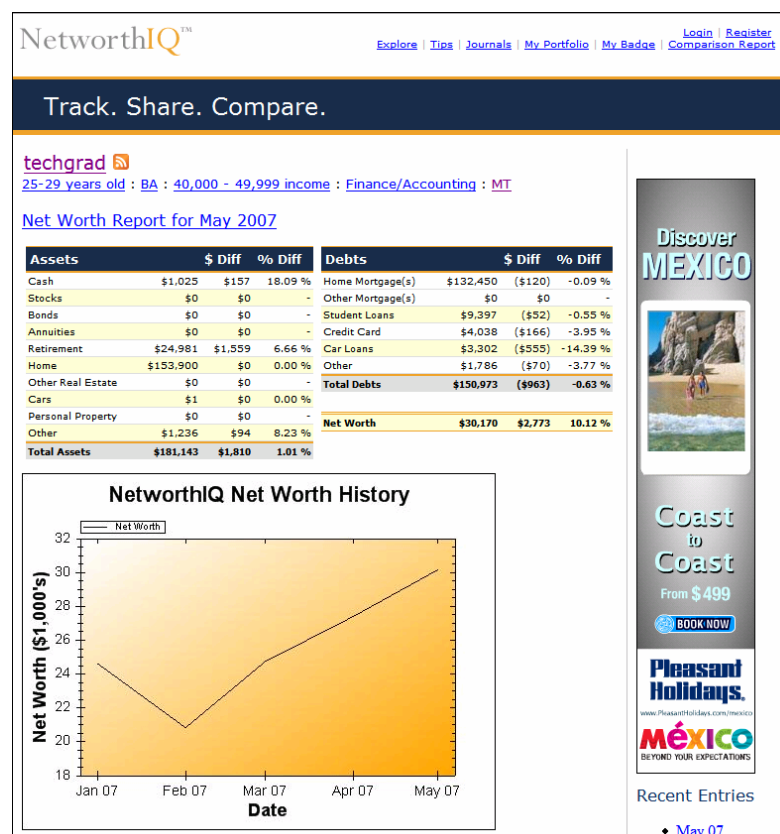 NetworthIQ™
Login | Register
Explore | Tips | Journals | My Portfolio | My Badge | Comparison Report
Track. Share. Compare.
techgrad
25-29 years old : BA : 40,000 - 49,999 income : Finance/Accounting : MT
Net Worth Report for May 2007
Assets $ Diff % Diff
Cash $1,025 $157 18.09 %
Stocks $0 $0 -
Bonds $0 $0 -
Annuities $0 $0 -
Retirement $24,981 $1,559 6.66 %
Home $153,900 $0 0.00 %
Other Real Estate $0 $0 -
Cars $1 $0 0.00 %
Personal Property $0 $0 -
Other $1,236 $94 8.23 %
Total Assets $181,143 $1,810 1.01 %
Debts $ Diff % Diff
Home Mortgage(s) $132,450 ($120) -0.09 %
Other Mortgage(s) $0 $0 -
Student Loans $9,397 ($52) -0.55 %
Credit Card $4,038 ($166) -3.95 %
Car Loans $3,302 ($555) -14.39 %
Other $1,786 ($70) -3.77 %
Total Debts $150,973 ($963) -0.63 %
Net Worth $30,170 $2,773 10.12 %
NetworthIQ Net Worth History
Net Worth
Net Worth ($1,000's)
32
30
28
26
24
22
20
18
Jan 07 Feb 07 Mar 07 Apr 07 May 07
Date
Discover
MEXICO
Coast
to
Coast
From $499
BOOK NOW
Pleasant
Holidays.
www.PleasantHolidays.com/mexico
MéXICO
BEYOND YOUR EXPECTATIONS
Recent Entries
May 07